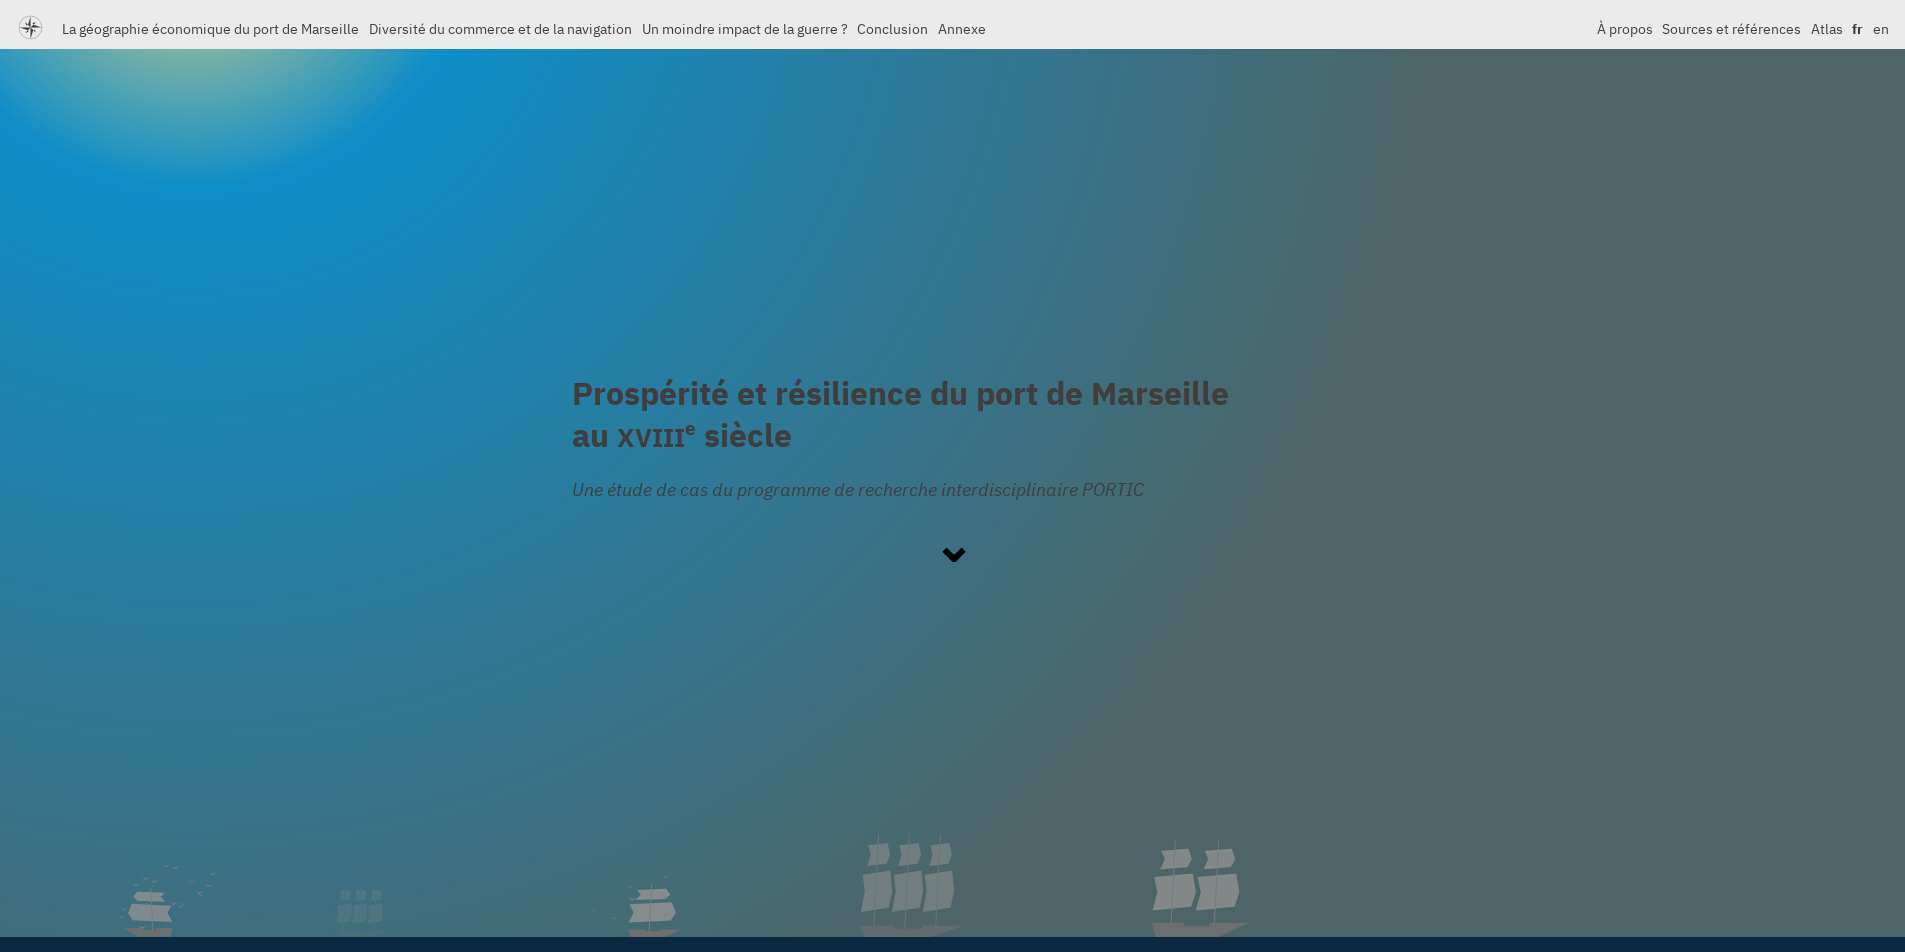 La géographie économique du port de Marseille Diversité du commerce et de la navigation Un moindre impact de la guerre ? Conclusion Annexe À propos Sources et références Atlas fr en
Prospérité et résilience du port de Marseille
au XVIIIe siècle
Une étude de cas du programme de recherche interdisciplinaire PORTIC